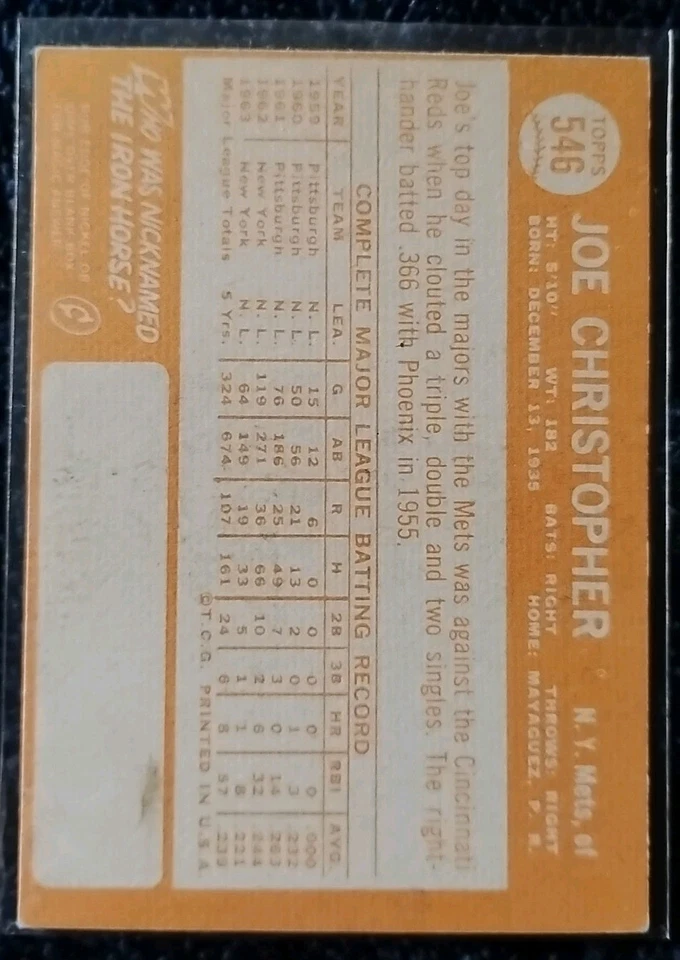 TOPPS
546
JOE CHRISTOPHER
N.Y. Mets, of
HT: 5'10" WT: 182 BATS: RIGHT THROWS: RIGHT
BORN: DECEMBER 13, 1935 HOME: MAYAGUEZ, P. R.
Joe's top day in the majors with the Mets was against the Cincinnati
Reds when he clouted a triple, double and two singles. The right-
hander batted .366 with Phoenix in 1955.
COMPLETE MAJOR LEAGUE BATTING RECORD
YEAR TEAM LEA. G AB R H 2B 3B HR RBI AVG.
1959 Pittsburgh N. L. 15 12 6 0 0 0 0 0 .000
1960 Pittsburgh N. L. 50 56 21 13 2 0 1 3 .232
1961 Pittsburgh N. L. 76 186 25 49 7 3 0 14 .263
1962 New York N. L. 119 271 36 66 10 2 6 32 .244
1963 New York N. L. 64 149 19 33 5 1 1 8 .221
Major League Totals 5 Yrs. 324 674 107 161 24 6 8 57 .239
© T.C.G. PRINTED IN U.S.A.
WHO WAS NICKNAMED
THE IRON HORSE?
RUB EDGE OF NICKEL OR